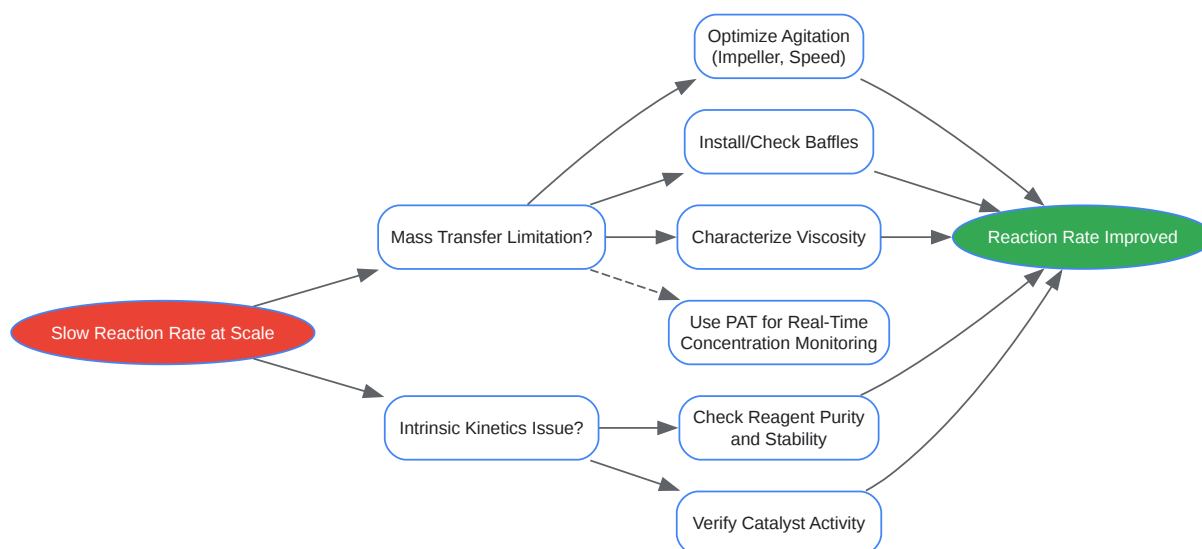 Slow Reaction Rate at Scale
Mass Transfer Limitation?
Intrinsic Kinetics Issue?
Optimize Agitation
(Impeller, Speed)
Install/Check Baffles
Characterize Viscosity
Use PAT for Real-Time
Concentration Monitoring
Check Reagent Purity
and Stability
Verify Catalyst Activity
Reaction Rate Improved